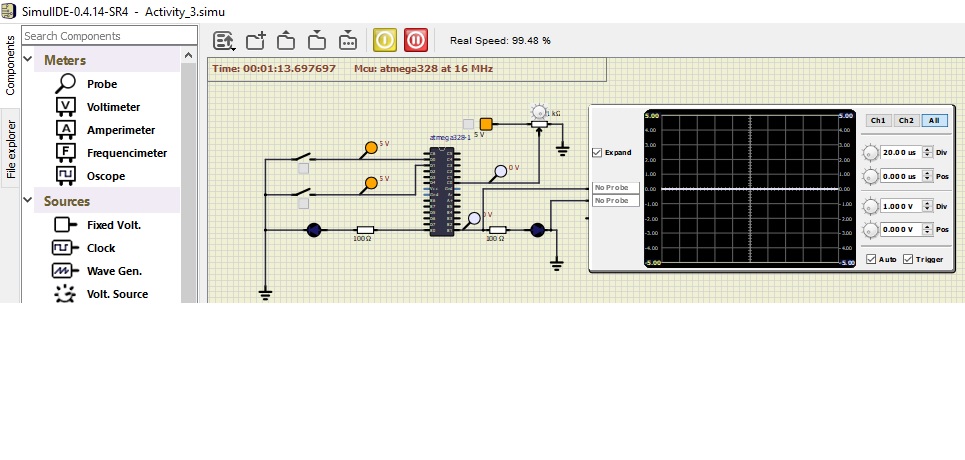 SimulIDE-0.4.14-SR4 - Activity_3.simu
Components
File explorer
Search Components
Meters
Probe
Voltimeter
Amperimeter
Frequencimeter
Oscope
Sources
Fixed Volt.
Clock
Wave Gen.
Volt. Source
Real Speed: 99.48 %
Time: 00:01:13.697697 Mcu: atmega328 at 16 MHz
1 kΩ
5 V
atmega328-1
5 V
5 V
0 V
0 V
100 Ω
100 Ω
Expand
No Probe
No Probe
5.00 5.00
4.00 4.00
3.00 3.00
2.00 2.00
1.00 1.00
0.00 0.00
-1.00 -1.00
-2.00 -2.00
-3.00 -3.00
-4.00 -4.00
-5.00 -5.00
Ch1 Ch2 All
20.00 us Div
0.000 us Pos
1.000 V Div
0.000 V Pos
Auto Trigger